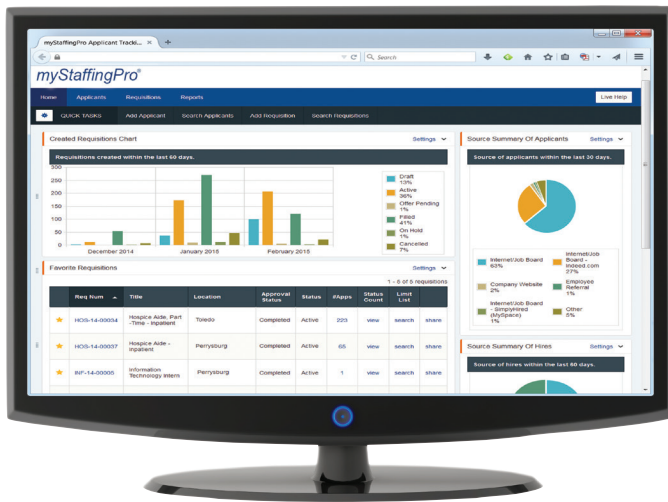 myStaffingPro Applicant Tracki... × +
Search
myStaffingPro®
Home Applicants Requisitions Reports Live Help
QUICK TASKS Add Applicant Search Applicants Add Requisition Search Requisitions
Created Requisitions Chart Settings
Requisitions created within the last 60 days.
300
250
200
150
100
50
0
December 2014 January 2015 February 2015
Draft
13%
Active
36%
Offer Pending
1%
Filled
41%
On Hold
1%
Cancelled
7%
Favorite Requisitions Settings
1 - 5 of 5 requisitions
Req Num Title Location Approval Status Status #Apps Status Count Limit List
HOS-14-00034 Hospice Aide, Part -Time - Inpatient Toledo Completed Active 223 view search share
HOS-14-00037 Hospice Aide - Inpatient Perrysburg Completed Active 65 view search share
INF-14-00005 Information Technology Intern Perrysburg Completed Active 1 view search share
Source Summary Of Applicants Settings
Source of applicants within the last 30 days.
Internet/Job Board
63%
Internet/Job Board - Indeed.com
27%
Company Website
2%
Employee Referral
1%
Internet/Job Board - SimplyHired (MySpace)
1%
Other
5%
Source Summary Of Hires Settings
Source of hires within the last 60 days.